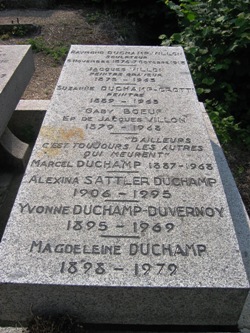 RAYMOND DUCHAMP-VILLON
SCULPTEUR
JACQUES VILLON
PEINTRE GRAVEUR
1875 – 1963
SUZANNE DUCHAMP-CROTTI
PEINTRE
1889 – 1963
GABY BOEUF
EP. DE JACQUES VILLON
1879 – 1968
"D'AILLEURS
C'EST TOUJOURS LES AUTRES
QUI MEURENT"
MARCEL DUCHAMP 1887-1968
ALEXINA SATTLER DUCHAMP
1906 – 1995
YVONNE DUCHAMP-DUVERNOY
1895 – 1969
MAGDELEINE DUCHAMP
1898 – 1979